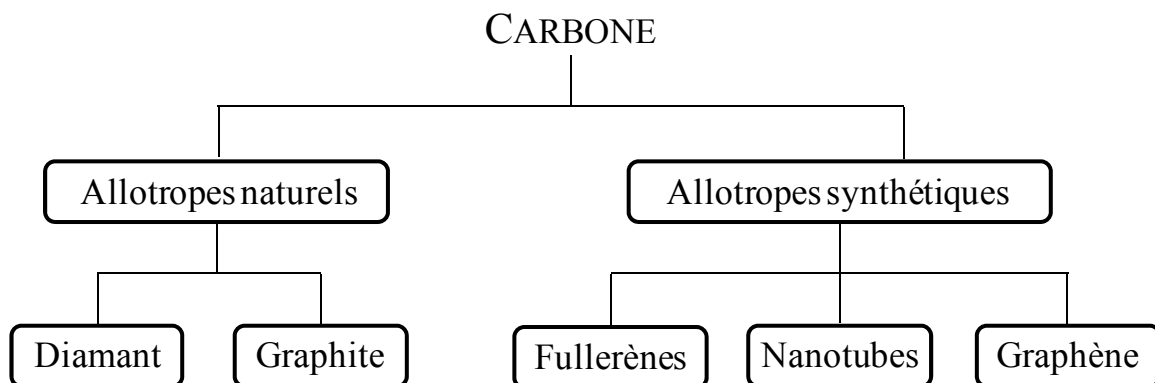 CARBONE
Allotropes naturels
Allotropes synthétiques
Diamant
Graphite
Fullerènes
Nanotubes
Graphène